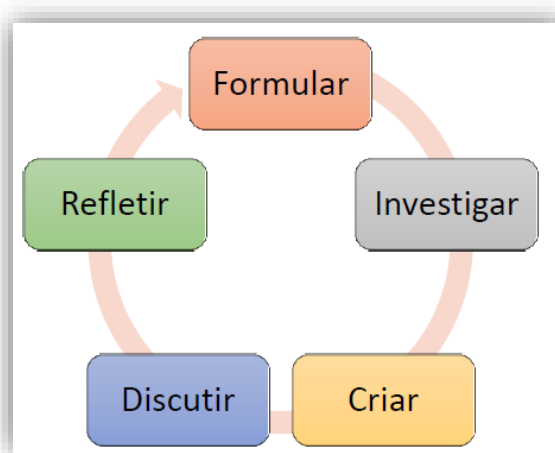 Formular
Investigar
Criar
Discutir
Refletir